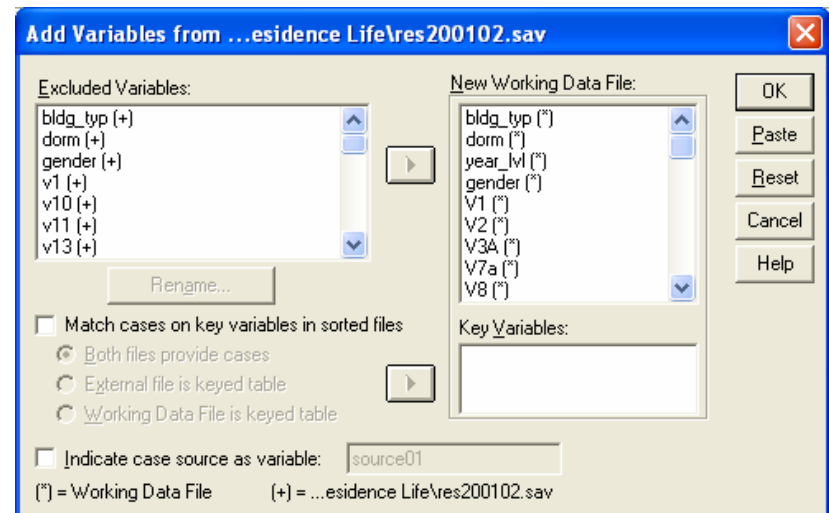 Add Variables from ...esidence Life\res200102.sav
Excluded Variables:
bldg_typ (+)
dorm (+)
gender (+)
v1 (+)
v10 (+)
v11 (+)
v13 (+)
Rename...
New Working Data File:
bldg_typ (*)
dorm (*)
year_lvl (*)
gender (*)
V1 (*)
V2 (*)
V3A (*)
V7a (*)
V8 (*)
OK
Paste
Reset
Cancel
Help
Match cases on key variables in sorted files
Both files provide cases
External file is keyed table
Working Data File is keyed table
Key Variables:
Indicate case source as variable: source01
(*) = Working Data File (+) = ...esidence Life\res200102.sav